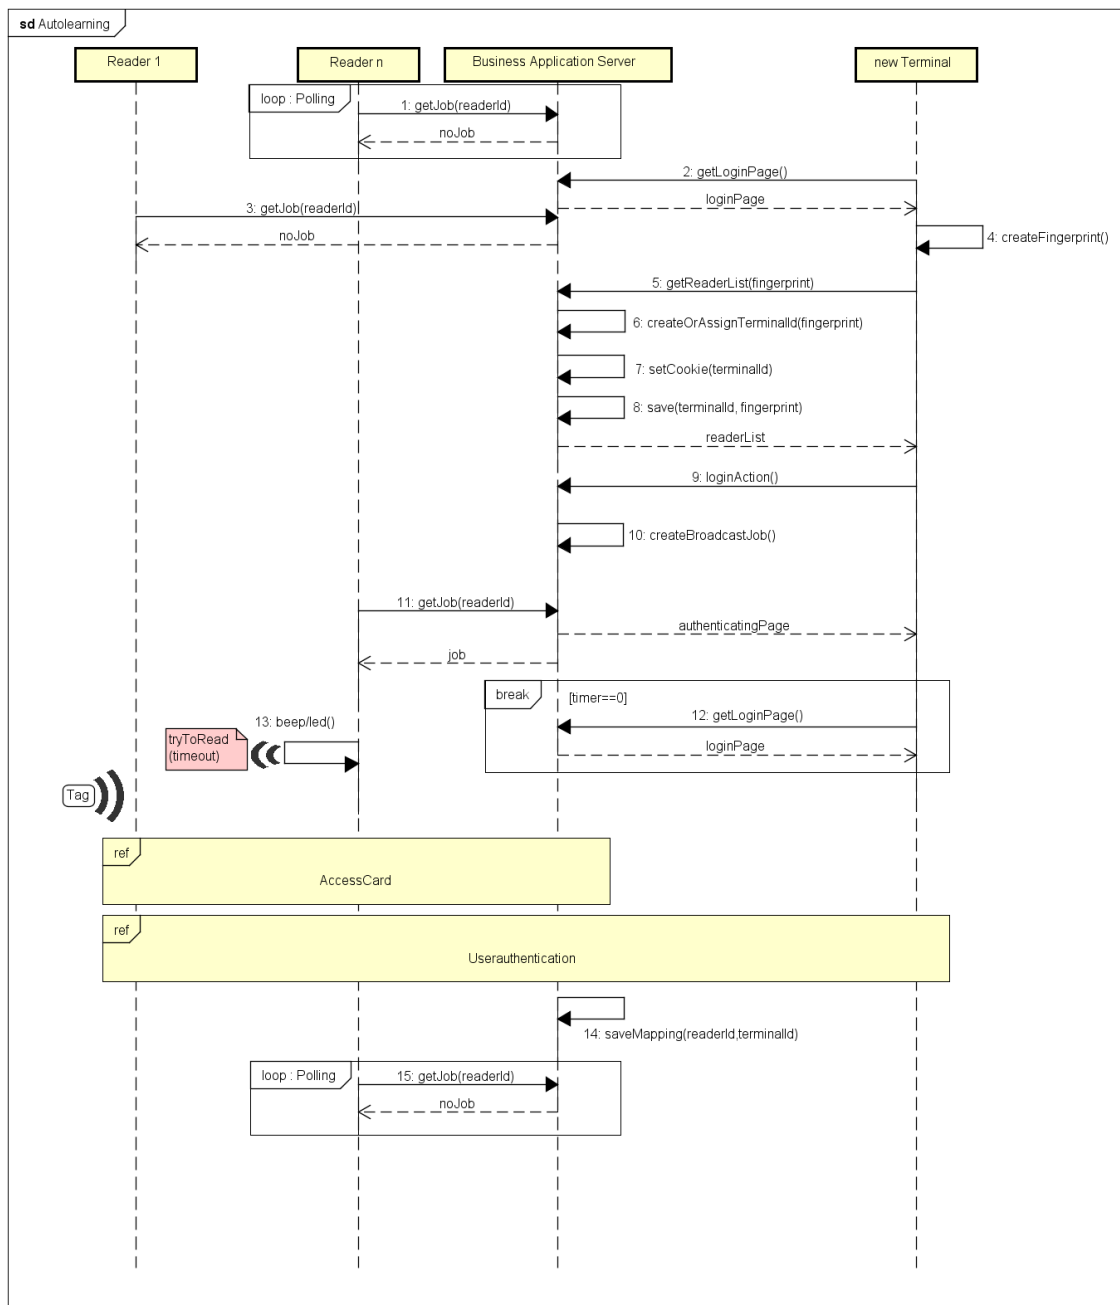 sd Autolearning
Reader 1
Reader n
Business Application Server
new Terminal
loop : Polling
1: getJob(readerId)
noJob
2: getLoginPage()
loginPage
3: getJob(readerId)
noJob
4: createFingerprint()
5: getReaderList(fingerprint)
6: createOrAssignTerminalId(fingerprint)
7: setCookie(terminalId)
8: save(terminalId, fingerprint)
readerList
9: loginAction()
10: createBroadcastJob()
11: getJob(readerId)
authenticatingPage
job
break
[timer==0]
12: getLoginPage()
loginPage
13: beep/led()
tryToRead
(timeout)
Tag
ref
AccessCard
ref
Userauthentication
14: saveMapping(readerId,terminalId)
loop : Polling
15: getJob(readerId)
noJob